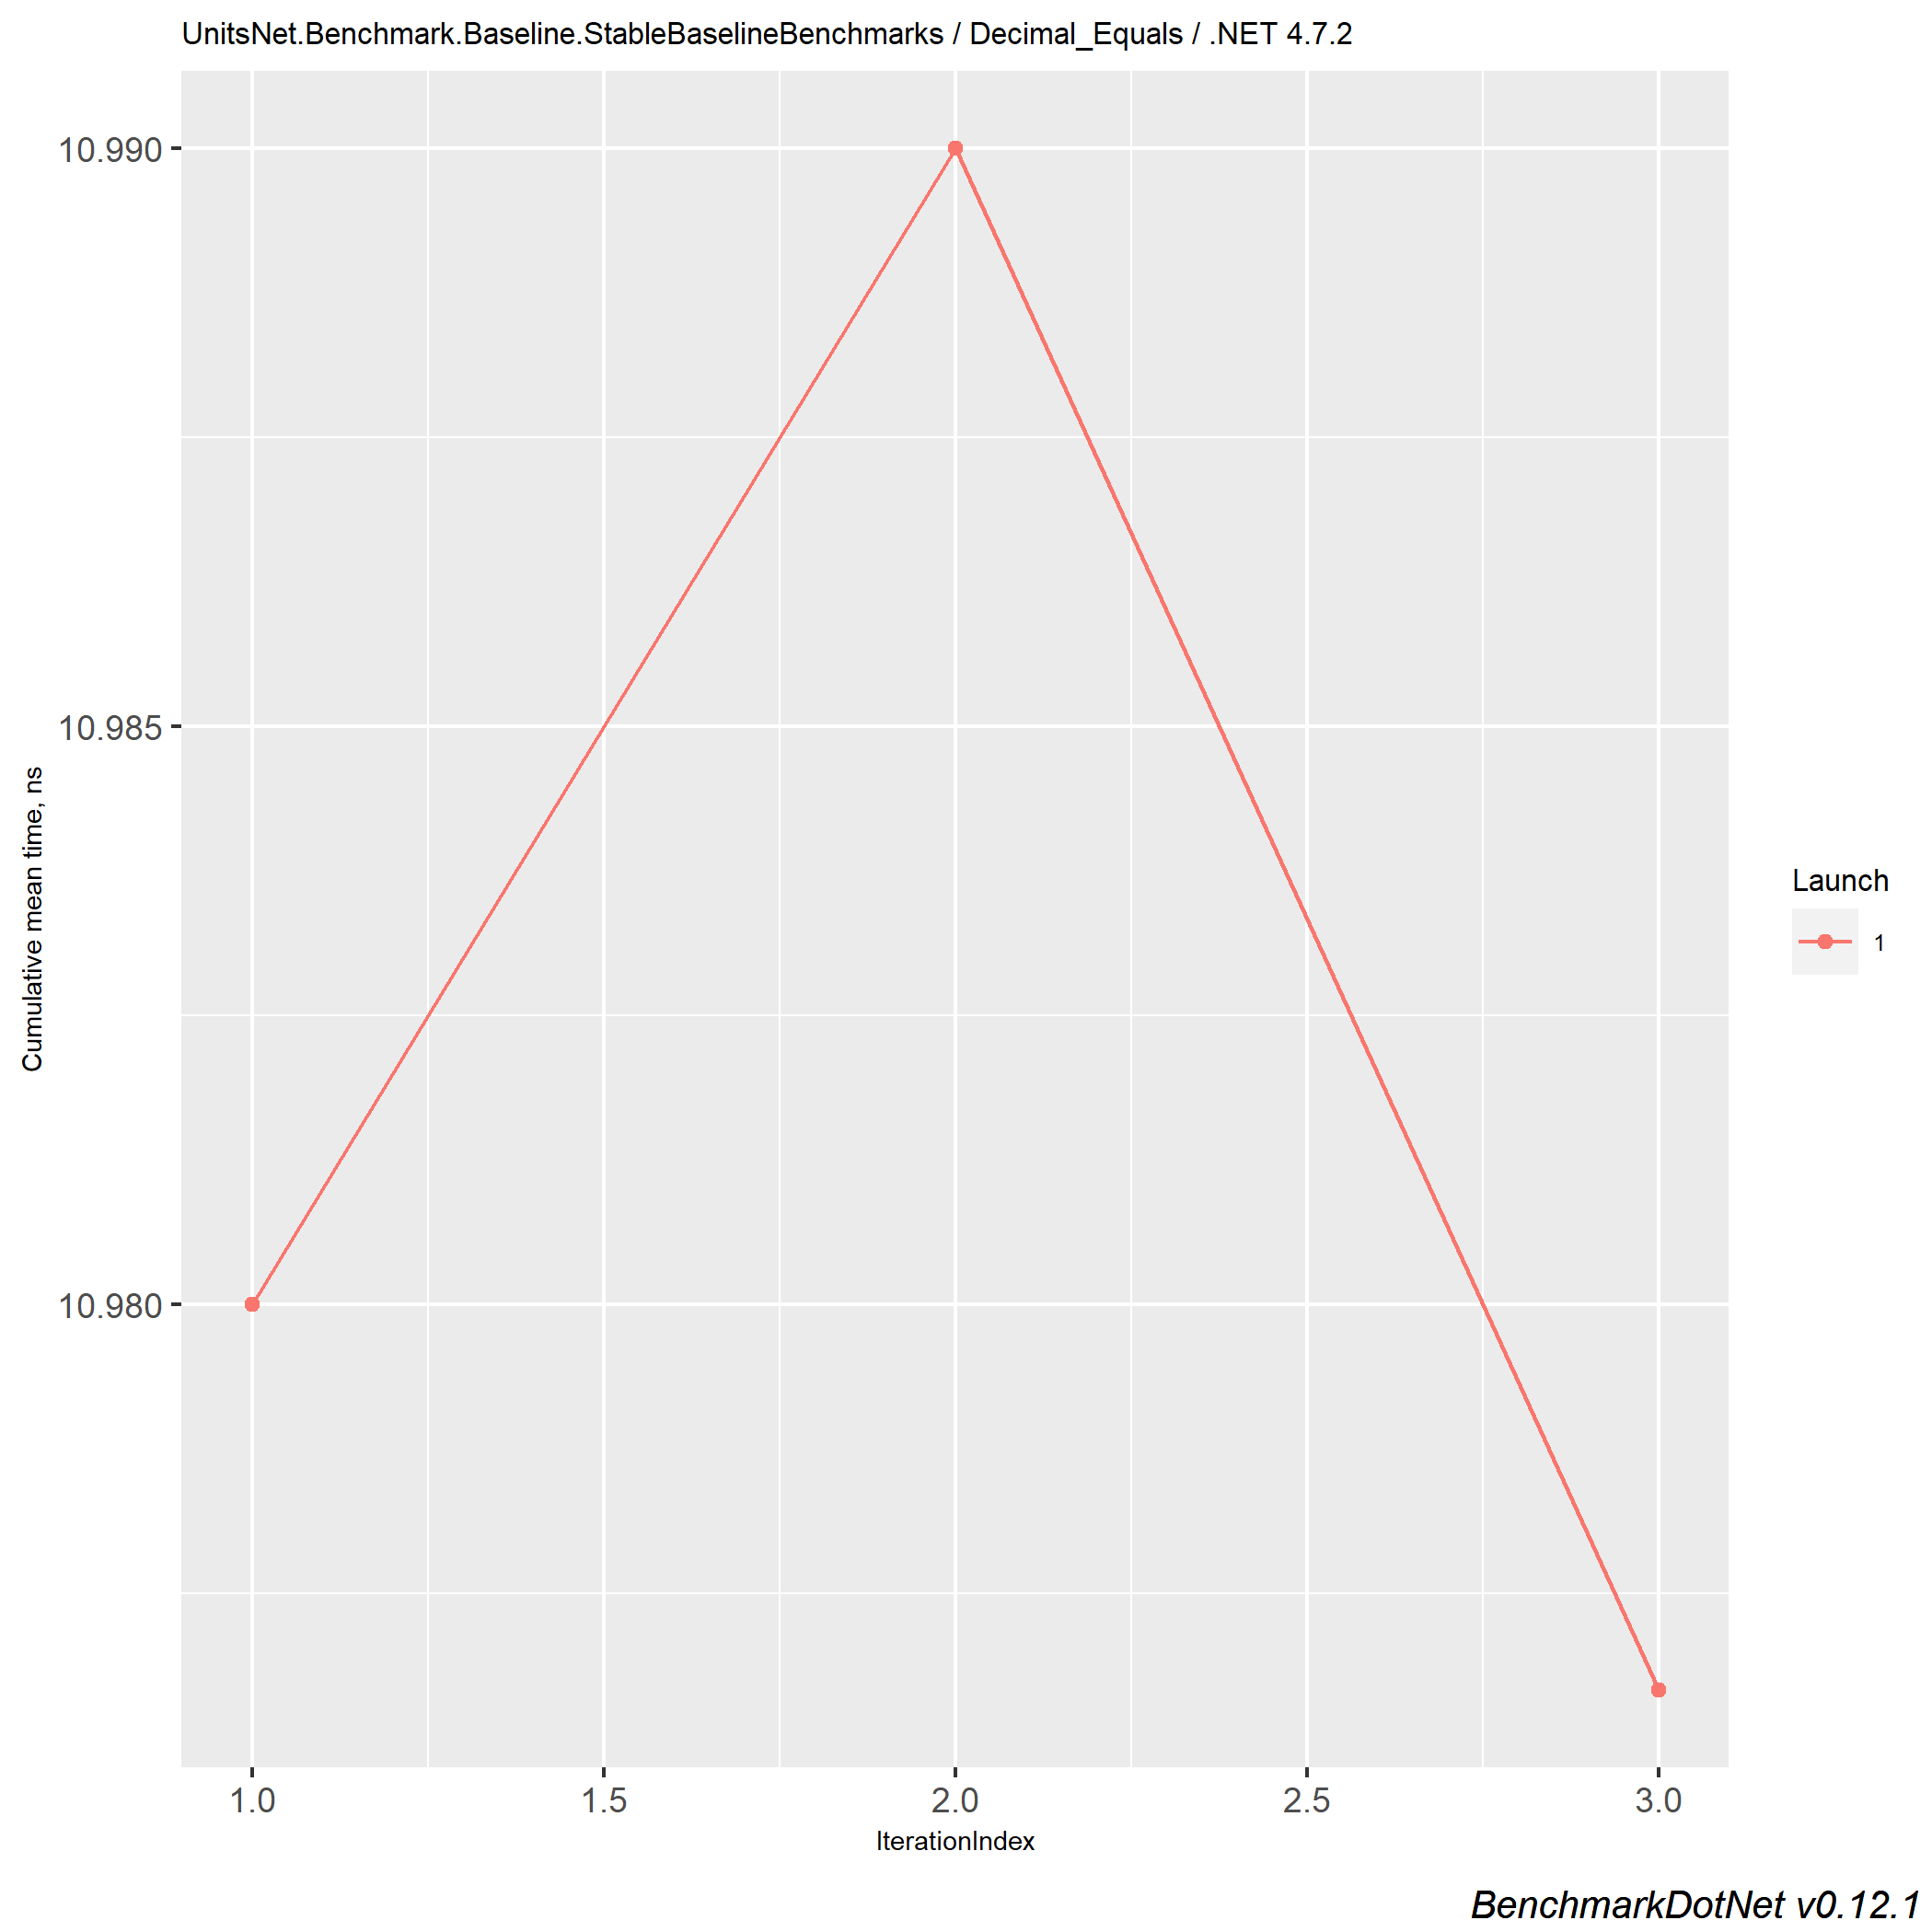 UnitsNet.Benchmark.Baseline.StableBaselineBenchmarks / Decimal_Equals / .NET 4.7.2
10.990
10.985
10.980
Cumulative mean time, ns
1.0
1.5
2.0
2.5
3.0
IterationIndex
Launch
1
BenchmarkDotNet v0.12.1